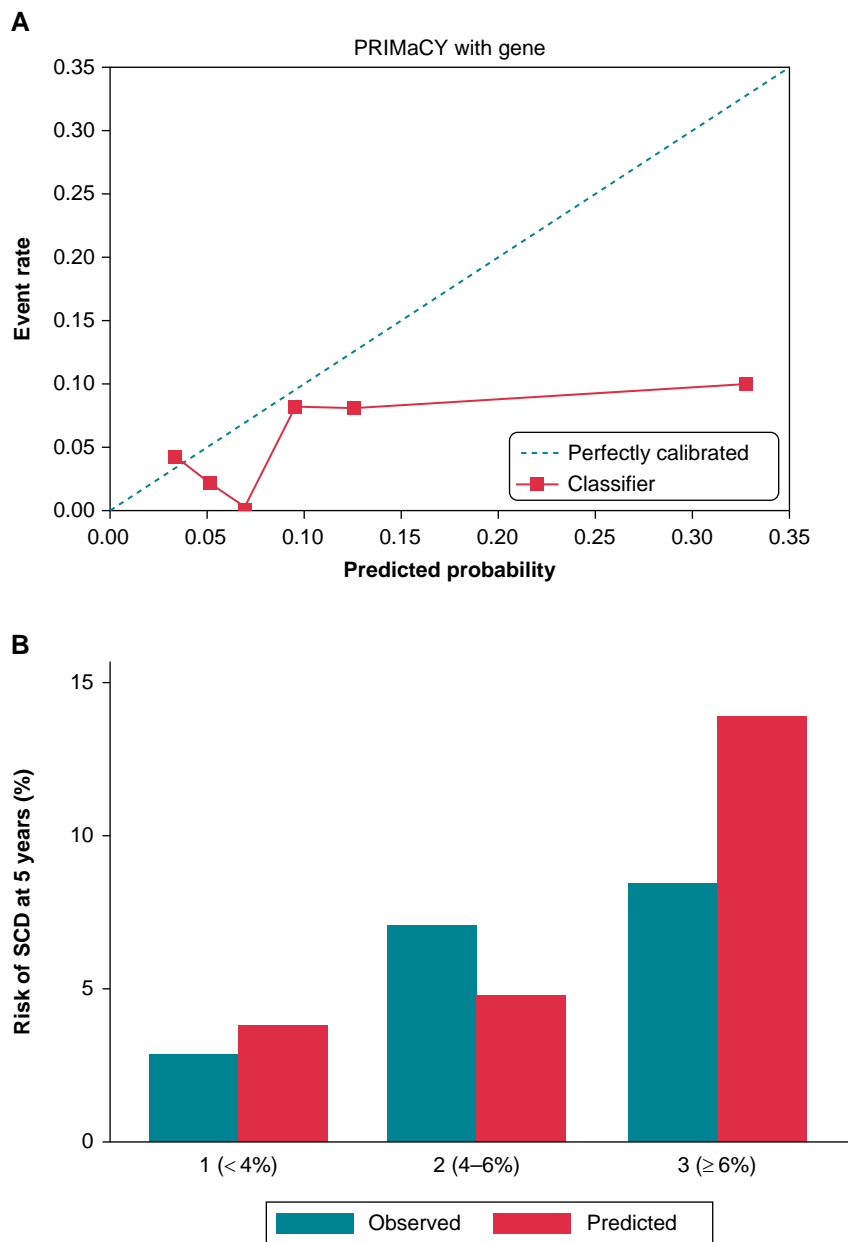 A
PRIMaCY with gene
0.35
0.30
0.25
0.20
0.15
0.10
0.05
0.00
Event rate
Perfectly calibrated
Classifier
0.00 0.05 0.10 0.15 0.20 0.25 0.30 0.35
Predicted probability
B
15
10
5
0
Risk of SCD at 5 years (%)
1 (< 4%) 2 (4–6%) 3 (≥ 6%)
Observed Predicted